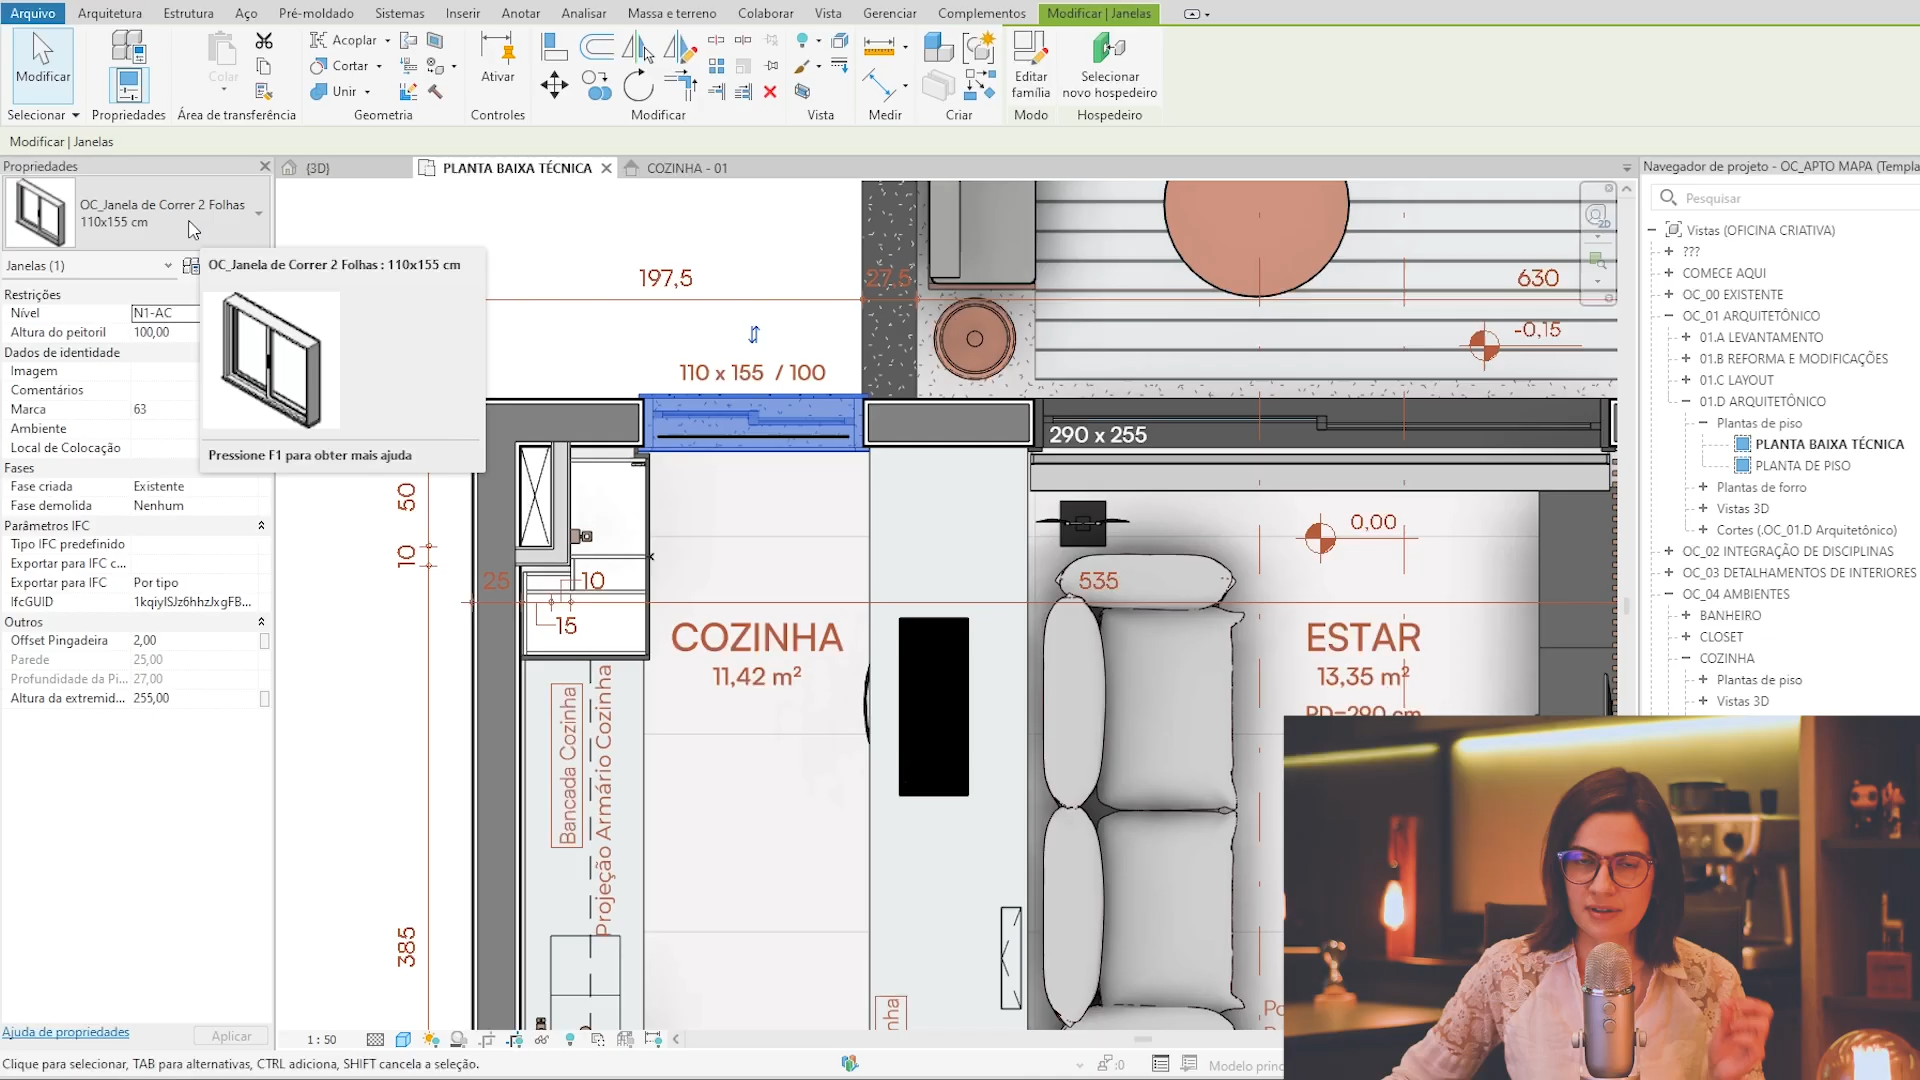 Arquivo Arquitetura Estrutura Aço Pré-moldado Sistemas Inserir Anotar Analisar Massa e terreno Colaborar Vista Gerenciar Complementos Modificar | Janelas
Modificar
Colar
Acoplar
Cortar
Unir
Ativar
Editar família
Selecionar novo hospedeiro
Selecionar Propriedades Área de transferência Geometria Controles Modificar Vista Medir Criar Modo Hospedeiro
Modificar | Janelas
Propriedades
OC_Janela de Correr 2 Folhas
110x155 cm
Janelas (1)
Restrições
Nível N1-AC
Altura do peitoril 100,00
Dados de identidade
Imagem
Comentários
Marca 63
Ambiente
Local de Colocação
Fases
Fase criada Existente
Fase demolida Nenhum
Parâmetros IFC
Tipo IFC predefinido
Exportar para IFC c...
Exportar para IFC Por tipo
IfcGUID 1kqiylSJz6hhzJxgFB...
Outros
Offset Pingadeira 2,00
Parede 25,00
Profundidade da Pi... 27,00
Altura da extremid... 255,00
Ajuda de propriedades Aplicar
OC_Janela de Correr 2 Folhas : 110x155 cm
Pressione F1 para obter mais ajuda
{3D} PLANTA BAIXA TÉCNICA COZINHA - 01
197,5
27,5
630
-0,15
110 x 155 / 100
290 x 255
50
10
25
10
15
535
0,00
385
COZINHA
11,42 m²
ESTAR
13,35 m²
PD=290 cm
Bancada Cozinha
Projeção Armário Cozinha
2D
1 : 50
Clique para selecionar, TAB para alternativas, CTRL adiciona, SHIFT cancela a seleção.
:0
Modelo princ
Navegador de projeto - OC_APTO MAPA (Templa
Pesquisar
Vistas (OFICINA CRIATIVA)
???
COMECE AQUI
OC_00 EXISTENTE
OC_01 ARQUITETÔNICO
01.A LEVANTAMENTO
01.B REFORMA E MODIFICAÇÕES
01.C LAYOUT
01.D ARQUITETÔNICO
Plantas de piso
PLANTA BAIXA TÉCNICA
PLANTA DE PISO
Plantas de forro
Vistas 3D
Cortes (.OC_01.D Arquitetônico)
OC_02 INTEGRAÇÃO DE DISCIPLINAS
OC_03 DETALHAMENTOS DE INTERIORES
OC_04 AMBIENTES
BANHEIRO
CLOSET
COZINHA
Plantas de piso
Vistas 3D